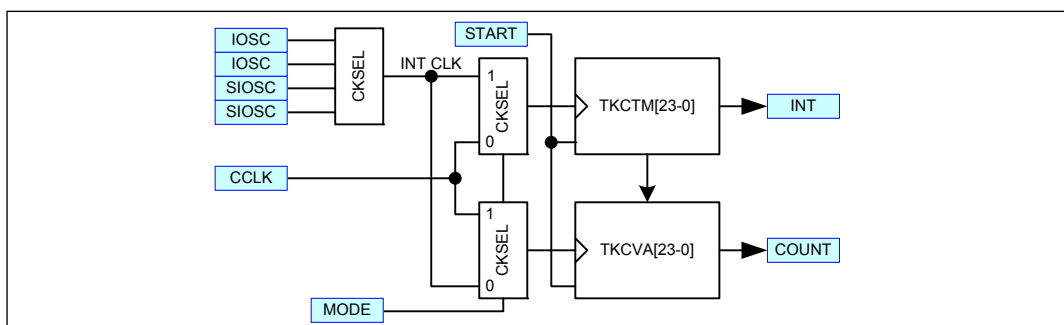 IOSC
IOSC
SIOSC
SIOSC
CKSEL
START
INT CLK
1
CKSEL
0
TKCTM[23-0]
INT
CCLK
1
CKSEL
0
TKCVA[23-0]
COUNT
MODE